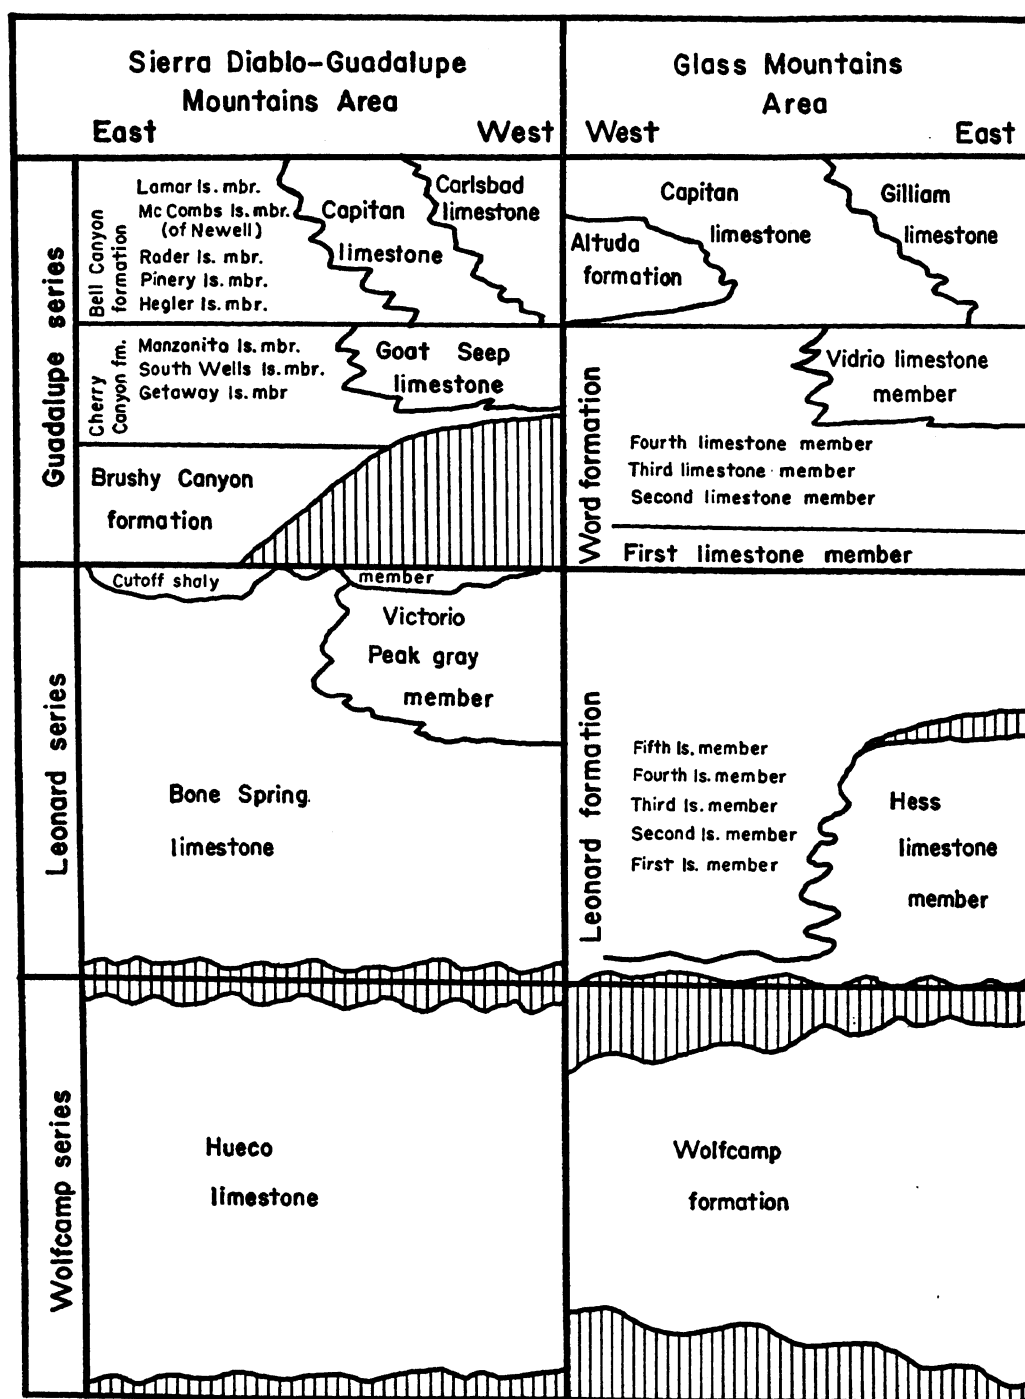 Sierra Diablo-Guadalupe
Mountains Area
East
West
Glass Mountains
Area
West
East
Guadalupe series
Bell Canyon
formation
Lamar ls. mbr.
Mc Combs ls. mbr.
(of Newell)
Rader ls. mbr.
Pinery ls. mbr.
Hegler ls. mbr.
Capitan
limestone
Carlsbad
limestone
Cherry
Canyon fm.
Manzanita ls. mbr.
South Wells ls. mbr.
Getaway ls. mbr
Goat Seep
limestone
Brushy Canyon
formation
Capitan
limestone
Gilliam
limestone
Altuda
formation
Word formation
Vidrio limestone
member
Fourth limestone member
Third limestone member
Second limestone member
First limestone member
Leonard series
Cutoff shaly
member
Victorio
Peak gray
member
Bone Spring
limestone
Leonard formation
Fifth ls. member
Fourth ls. member
Third ls. member
Second ls. member
First ls. member
Hess
limestone
member
Wolfcamp series
Hueco
limestone
Wolfcamp
formation